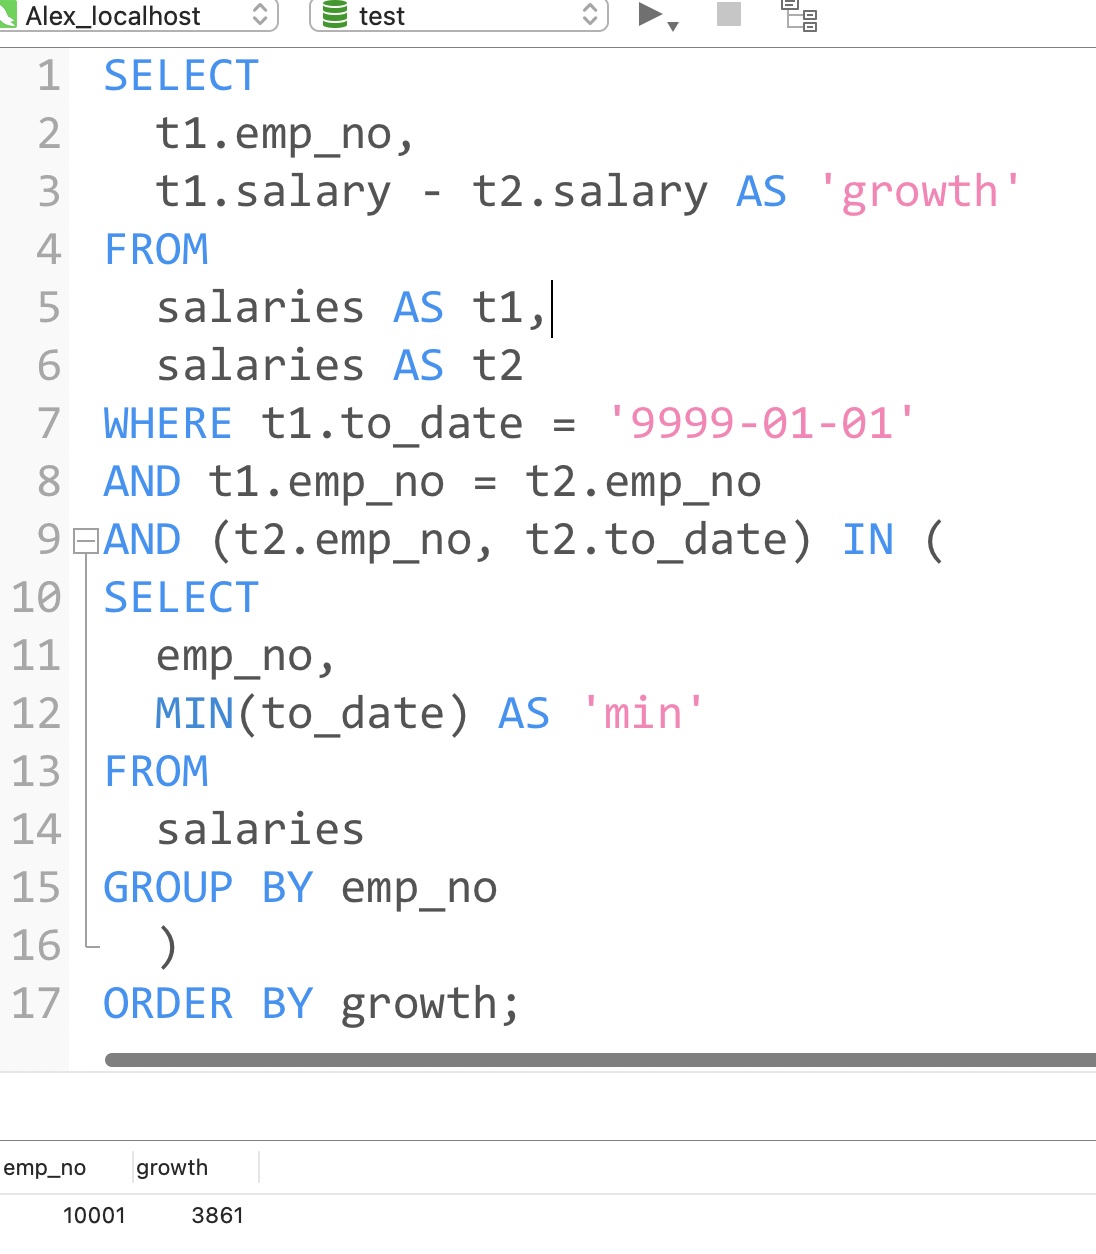 Alex_localhost test
1 SELECT
2 t1.emp_no,
3 t1.salary - t2.salary AS 'growth'
4 FROM
5 salaries AS t1,
6 salaries AS t2
7 WHERE t1.to_date = '9999-01-01'
8 AND t1.emp_no = t2.emp_no
9 AND (t2.emp_no, t2.to_date) IN (
10 SELECT
11 emp_no,
12 MIN(to_date) AS 'min'
13 FROM
14 salaries
15 GROUP BY emp_no
16 )
17 ORDER BY growth;
emp_no growth
10001 3861